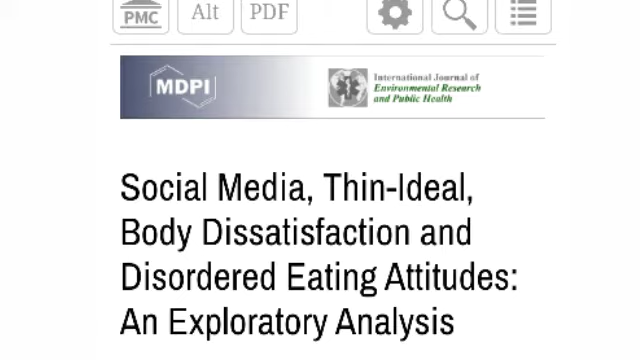 PMC
Alt
PDF
MDPI
International Journal of
Environmental Research
and Public Health
Social Media, Thin-Ideal,
Body Dissatisfaction and
Disordered Eating Attitudes:
An Exploratory Analysis